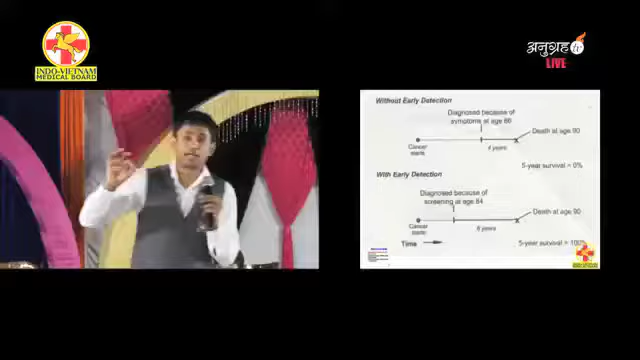 INDO-VIETNAM
MEDICAL BOARD
अनुग्रह tv
LIVE
Without Early Detection
Diagnosed because of
symptoms at age 86
Death at age 90
Cancer
starts
4 years
5-year survival = 0%
With Early Detection
Diagnosed because of
screening at age 84
Death at age 90
Cancer
starts
6 years
Time
5-year survival = 100%